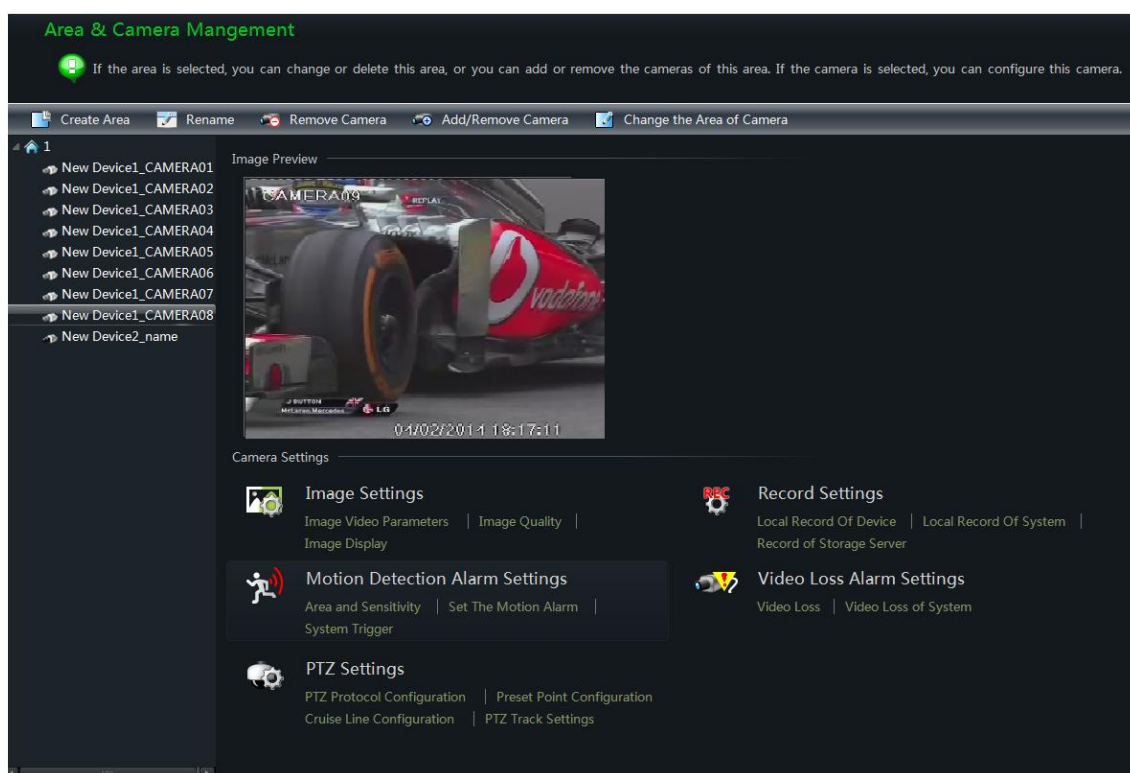 Area & Camera Mangement
If the area is selected, you can change or delete this area, or you can add or remove the cameras of this area. If the camera is selected, you can configure this camera.
Create Area Rename Remove Camera Add/Remove Camera Change the Area of Camera
1
New Device1_CAMERA01
New Device1_CAMERA02
New Device1_CAMERA03
New Device1_CAMERA04
New Device1_CAMERA05
New Device1_CAMERA06
New Device1_CAMERA07
New Device1_CAMERA08
New Device2_name
Image Preview
CAMERA09
REPLAY
vodafone
J BUTTON
McLaren Mercedes LG
04/02/2014 18:17:11
Camera Settings
Image Settings
Image Video Parameters | Image Quality |
Image Display
Record Settings
Local Record Of Device | Local Record Of System |
Record of Storage Server
Motion Detection Alarm Settings
Area and Sensitivity | Set The Motion Alarm |
System Trigger
Video Loss Alarm Settings
Video Loss | Video Loss of System
PTZ Settings
PTZ Protocol Configuration | Preset Point Configuration
Cruise Line Configuration | PTZ Track Settings